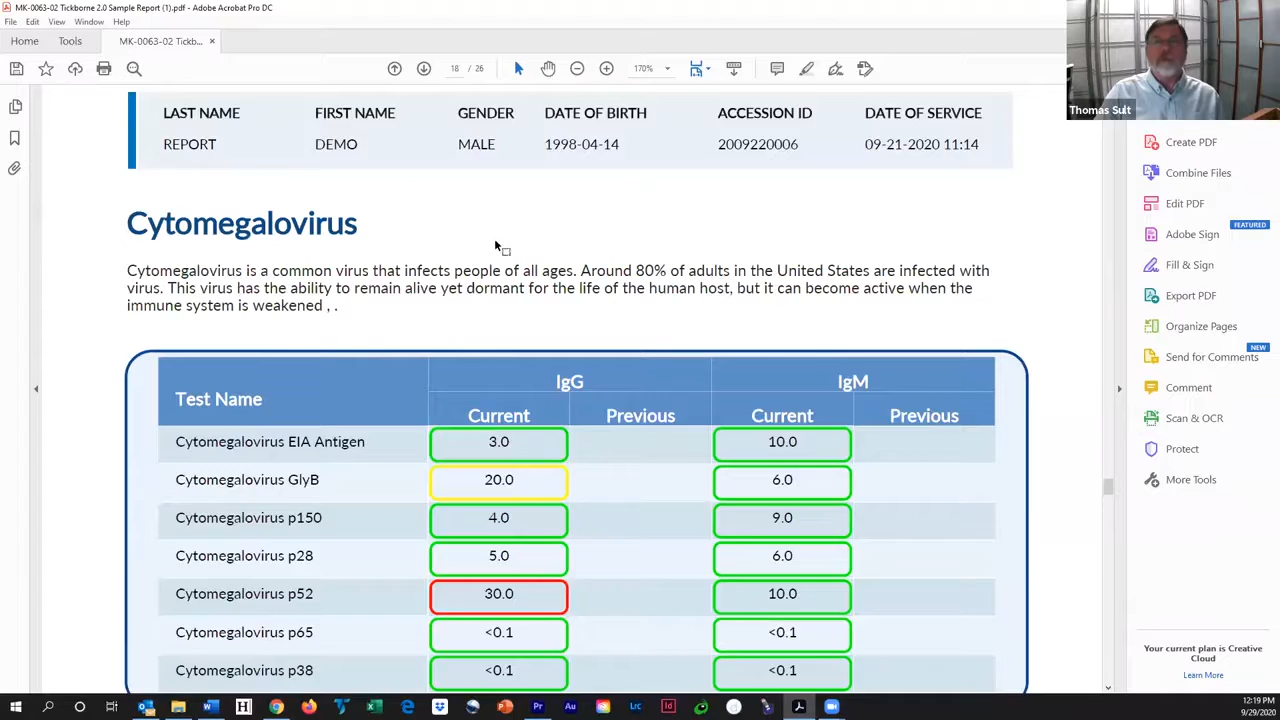 MK-0063-02 Tickborne 2.0 Sample Report (1).pdf - Adobe Acrobat Pro DC
File Edit View Window Help
Home Tools MK-0063-02 Tickb... ×
18 / 26 170%
Thomas Sult
LAST NAME FIRST NAME GENDER DATE OF BIRTH ACCESSION ID DATE OF SERVICE
REPORT DEMO MALE 1998-04-14 2009220006 09-21-2020 11:14
Cytomegalovirus
Cytomegalovirus is a common virus that infects people of all ages. Around 80% of adults in the United States are infected with
virus. This virus has the ability to remain alive yet dormant for the life of the human host, but it can become active when the
immune system is weakened , .
Test Name IgG IgM
Current Previous Current Previous
Cytomegalovirus EIA Antigen 3.0 10.0
Cytomegalovirus GlyB 20.0 6.0
Cytomegalovirus p150 4.0 9.0
Cytomegalovirus p28 5.0 6.0
Cytomegalovirus p52 30.0 10.0
Cytomegalovirus p65 <0.1 <0.1
Cytomegalovirus p38 <0.1 <0.1
Create PDF
Combine Files
Edit PDF
FEATURED
Adobe Sign
Fill & Sign
Export PDF
Organize Pages
NEW
Send for Comments
Comment
Scan & OCR
Protect
More Tools
Your current plan is Creative
Cloud
Learn More
12:19 PM
9/29/2020